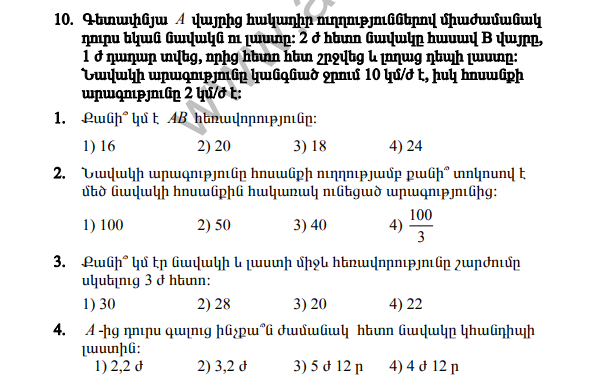 10. Գետափնյա A վայրից հակադիր ուղղություններով միաժամանակ
դուրս եկան նավակն ու լաստը: 2 ժ հետո նավակը հասավ B վայրը,
1 ժ դադար տվեց, որից հետո հետ շրջվեց և լողաց դեպի լաստը:
Նավակի արագությունը կանգնած ջրում 10 կմ/ժ է, իսկ հոսանքի
արագությունը 2 կմ/ժ է:
1. Քանի՞ կմ է AB հեռավորությունը:
1) 16 2) 20 3) 18 4) 24
2. Նավակի արագությունը հոսանքի ուղղությամբ քանի՞ տոկոսով է
մեծ նավակի հոսանքին հակառակ ունեցած արագությունից:
1) 100 2) 50 3) 40 4) 100/3
3. Քանի՞ կմ էր նավակի և լաստի միջև հեռավորությունը շարժումը
սկսելուց 3 ժ հետո:
1) 30 2) 28 3) 20 4) 22
4. A-ից դուրս գալուց ինչքա՞ն ժամանակ հետո նավակը կհանդիպի
լաստին:
1) 2,2 ժ 2) 3,2 ժ 3) 5 ժ 12 ր 4) 4 ժ 12 ր